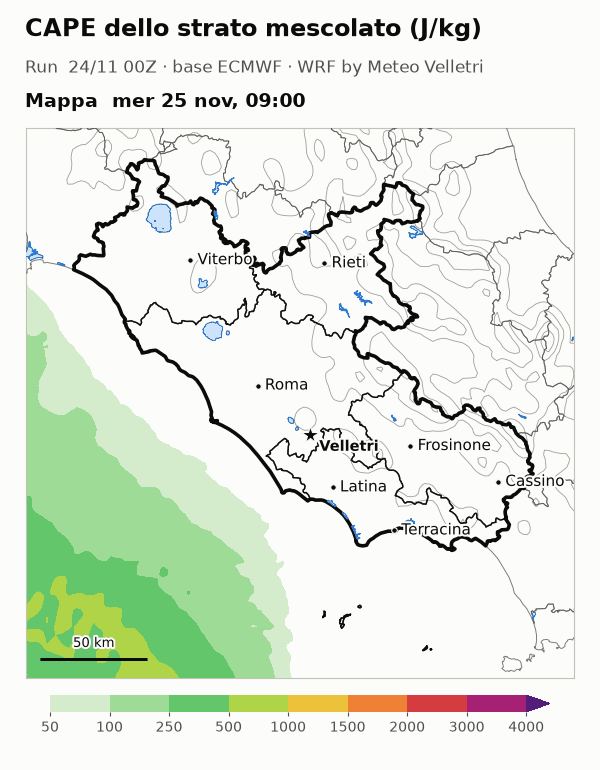 CAPE dello strato mescolato (J/kg)
Run  24/11 00Z · base ECMWF · WRF by Meteo Velletri
Mappa  mer 25 nov, 09:00
Viterbo
Rieti
Roma
Velletri
Frosinone
Cassino
Latina
Terracina
50 km
50 100 250 500 1000 1500 2000 3000 4000